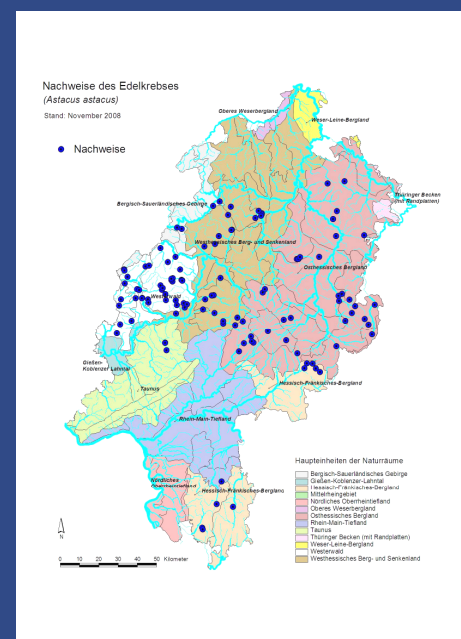 Nachweise des Edelkrebses
(Astacus astacus)
Stand: November 2008
Nachweise
Oberes Weserbergland
Weser-Leine-Bergland
Thüringer Becken
(mit Randplatten)
Bergisch-Sauerländisches Gebirge
Westhessisches Berg- und Senkenland
Osthessisches Bergland
Westerwald
Gießen-
Koblenzer Lahntal
Taunus
Hessisch-Fränkisches-Bergland
Rhein-Main-Tiefland
Nördliches
Oberrheintiefland
Hessisch-Fränkisches-Bergland
Haupteinheiten der Naturräume
Bergisch-Sauerländisches Gebirge
Gießen-Koblenzer-Lahntal
Hessisch-Fränkisches-Bergland
Mittelrheingebiet
Nördliches Oberrheintiefland
Oberes Weserbergland
Osthessisches Bergland
Rhein-Main-Tiefland
Taunus
Thüringer Becken (mit Randplatten)
Weser-Leine-Bergland
Westerwald
Westhessisches Berg- und Senkenland
N
0 10 20 30 40 50 Kilometer